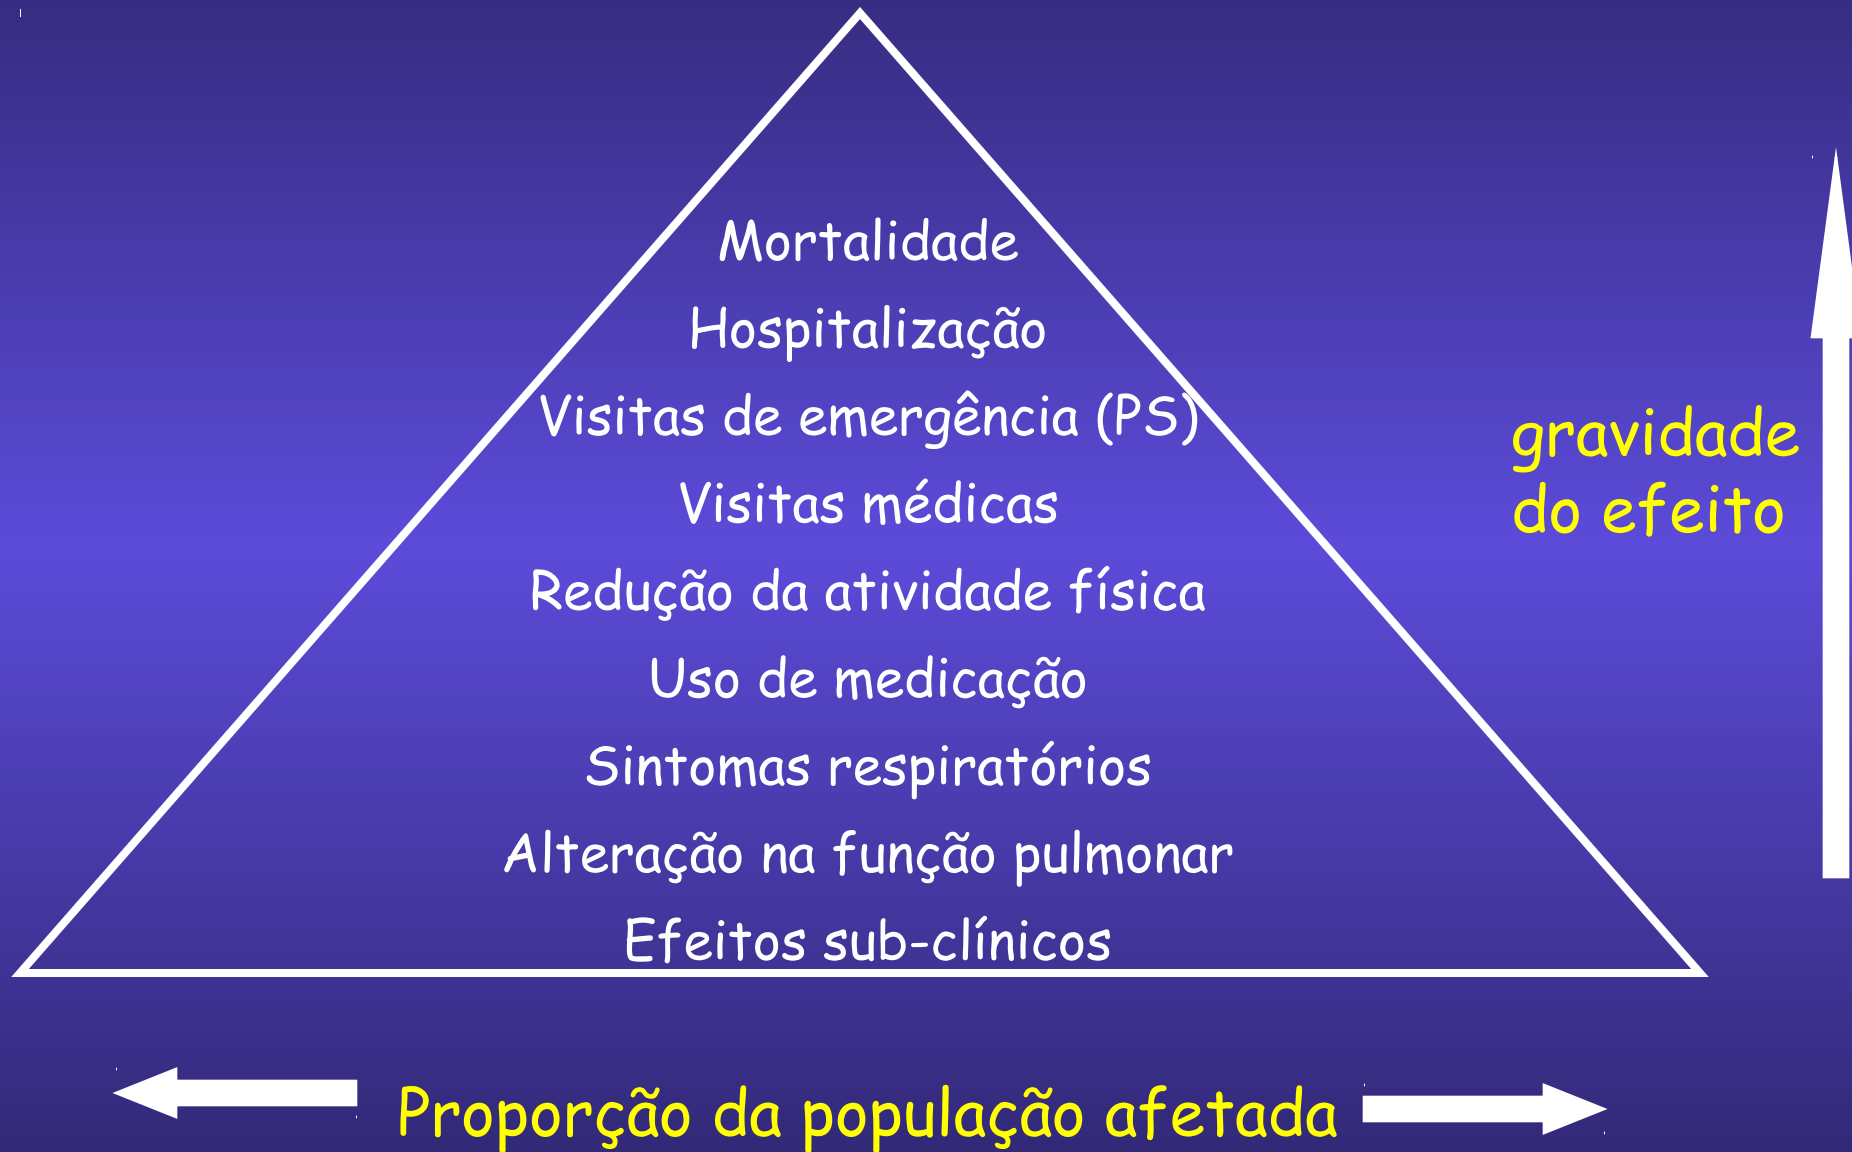 Mortalidade
Hospitalização
Visitas de emergência (PS)
Visitas médicas
Redução da atividade física
Uso de medicação
Sintomas respiratórios
Alteração na função pulmonar
Efeitos sub-clínicos
gravidade
do efeito
Proporção da população afetada